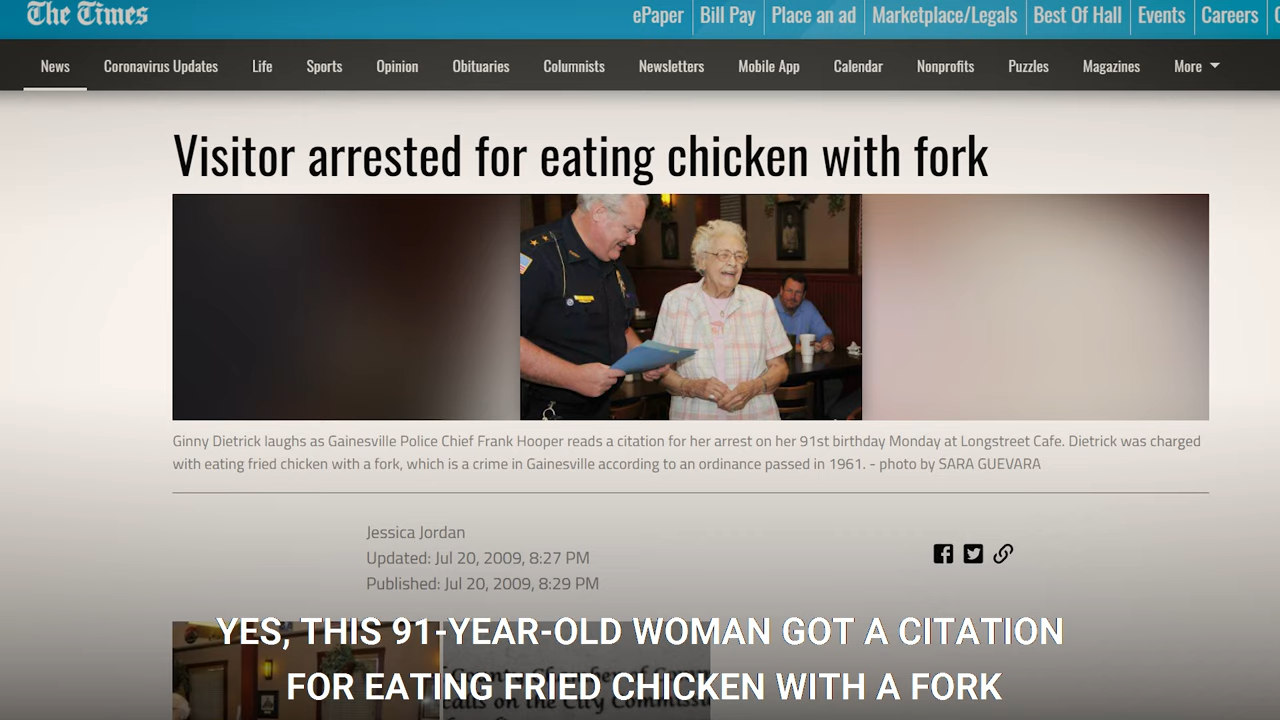 The Times
ePaper Bill Pay Place an ad Marketplace/Legals Best Of Hall Events Careers
News Coronavirus Updates Life Sports Opinion Obituaries Columnists Newsletters Mobile App Calendar Nonprofits Puzzles Magazines More
Visitor arrested for eating chicken with fork
Ginny Dietrick laughs as Gainesville Police Chief Frank Hooper reads a citation for her arrest on her 91st birthday Monday at Longstreet Cafe. Dietrick was charged
with eating fried chicken with a fork, which is a crime in Gainesville according to an ordinance passed in 1961. - photo by SARA GUEVARA
Jessica Jordan
Updated: Jul 20, 2009, 8:27 PM
Published: Jul 20, 2009, 8:29 PM
YES, THIS 91-YEAR-OLD WOMAN GOT A CITATION
FOR EATING FRIED CHICKEN WITH A FORK